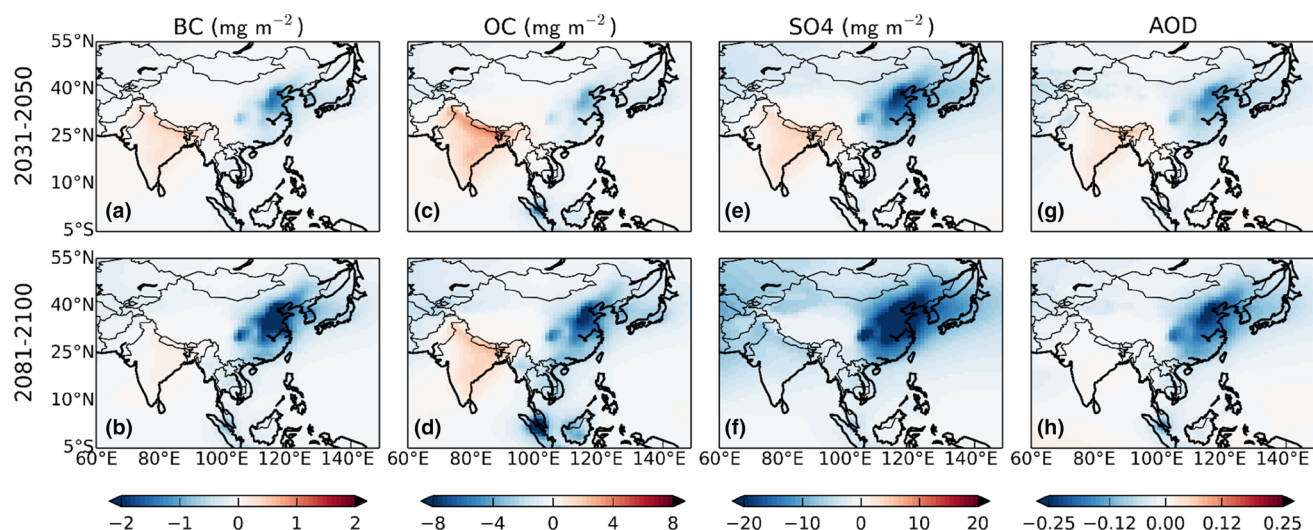 BC (mg m⁻²) OC (mg m⁻²) SO4 (mg m⁻²) AOD
2031-2050
55°N
40°N
25°N
10°N
5°S
(a) (c) (e) (g)
2081-2100
55°N
40°N
25°N
10°N
5°S
(b) (d) (f) (h)
60°E 80°E 100°E 120°E 140°E 60°E 80°E 100°E 120°E 140°E 60°E 80°E 100°E 120°E 140°E 60°E 80°E 100°E 120°E 140°E
−2 −1 0 1 2 −8 −4 0 4 8 −20 −10 0 10 20 −0.25 −0.12 0.00 0.12 0.25